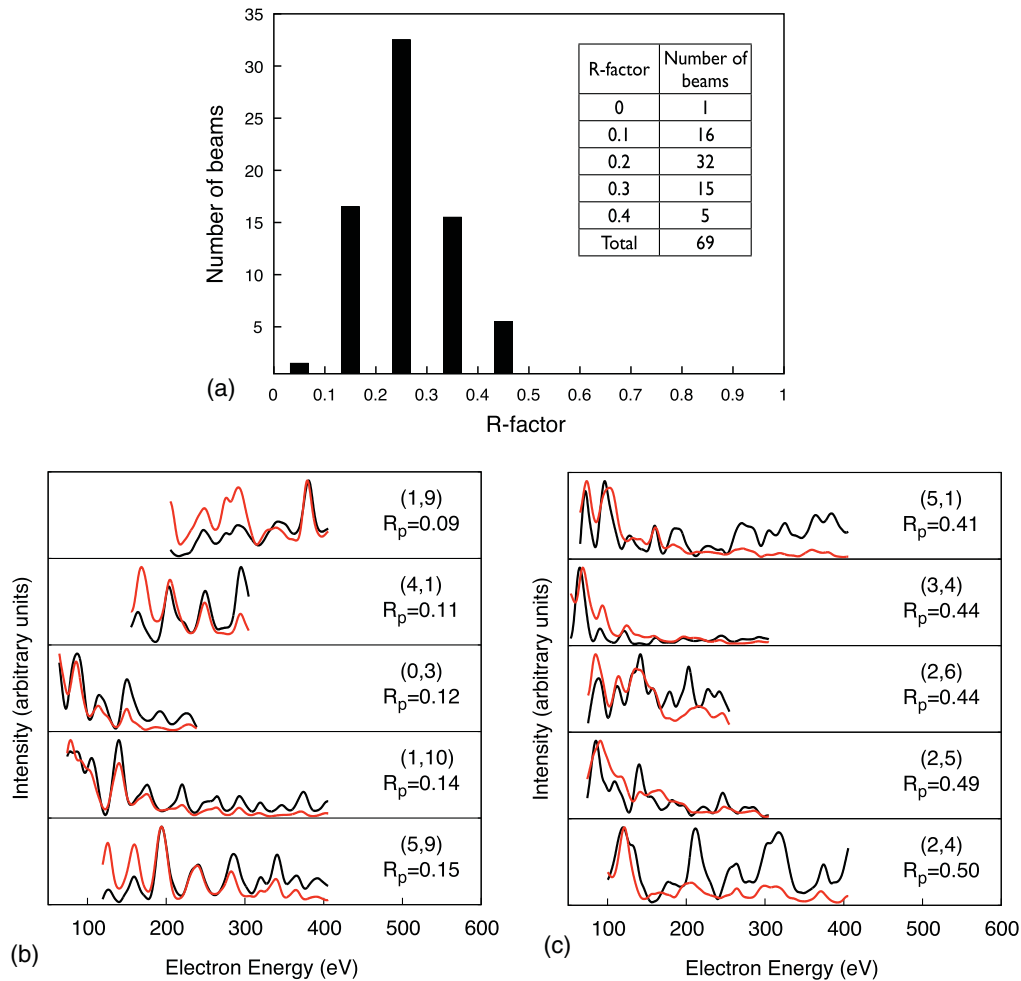 35
30
25
20
15
10
5
Number of beams
0 0.1 0.2 0.3 0.4 0.5 0.6 0.7 0.8 0.9 1
R-factor
(a)
R-factor Number of beams
0 1
0.1 16
0.2 32
0.3 15
0.4 5
Total 69
(1,9)
Rp=0.09
(4,1)
Rp=0.11
(0,3)
Rp=0.12
(1,10)
Rp=0.14
(5,9)
Rp=0.15
Intensity (arbitrary units)
100 200 300 400 500 600
(b)
Electron Energy (eV)
(5,1)
Rp=0.41
(3,4)
Rp=0.44
(2,6)
Rp=0.44
(2,5)
Rp=0.49
(2,4)
Rp=0.50
Intensity (arbitrary units)
100 200 300 400 500 600
(c)
Electron Energy (eV)